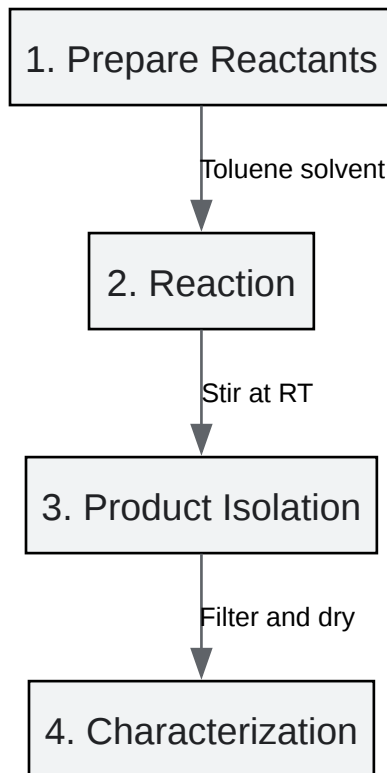 1. Prepare Reactants
Toluene solvent
2. Reaction
Stir at RT
3. Product Isolation
Filter and dry
4. Characterization